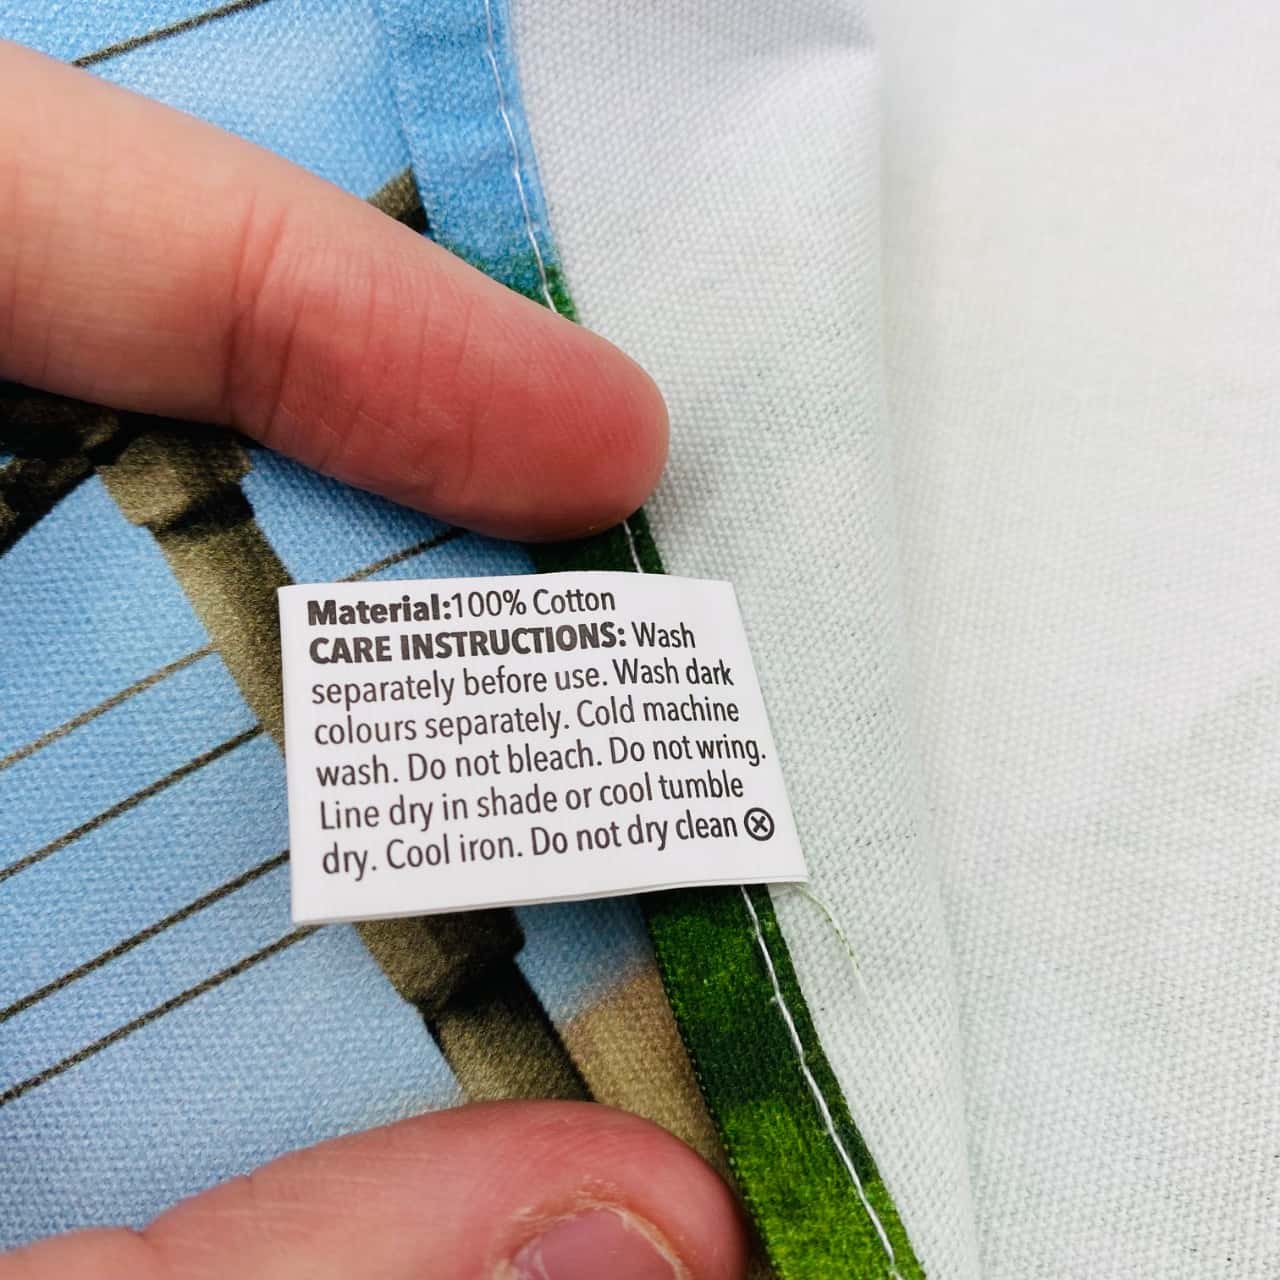 Material:100% Cotton
CARE INSTRUCTIONS: Wash
separately before use. Wash dark
colours separately. Cold machine
wash. Do not bleach. Do not wring.
Line dry in shade or cool tumble
dry. Cool iron. Do not dry clean